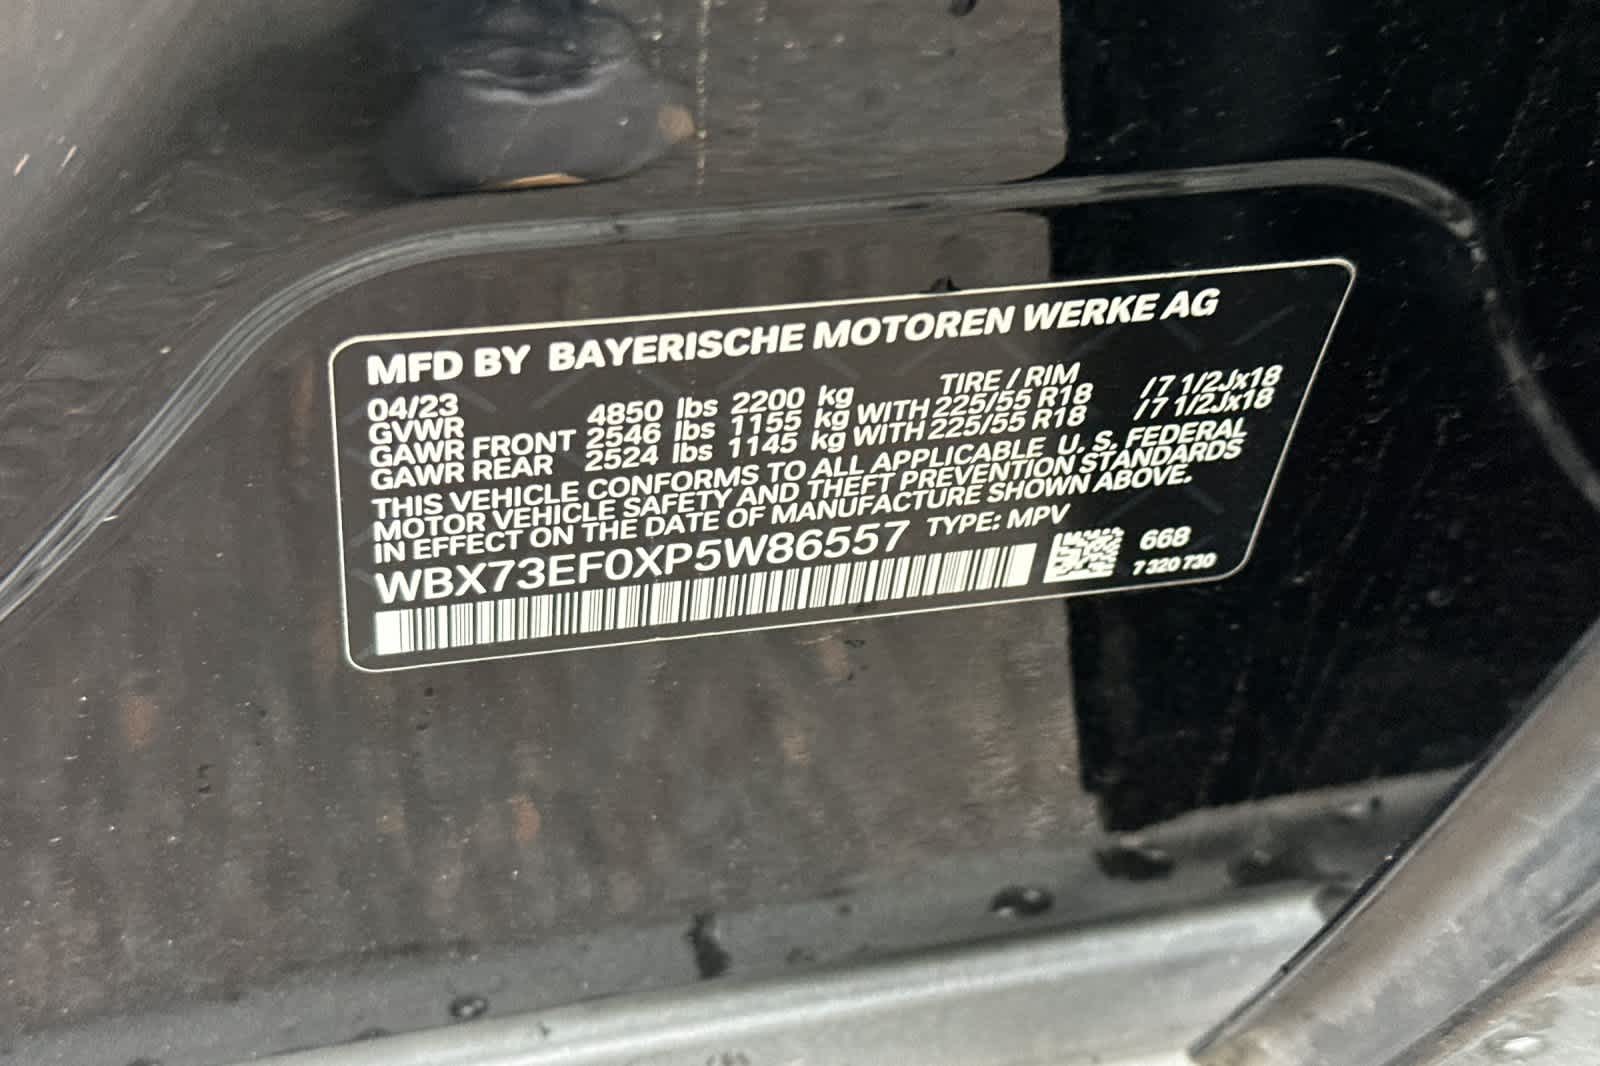 MFD BY BAYERISCHE MOTOREN WERKE AG
04/23 TIRE / RIM
GVWR 4850 lbs 2200 kg
GAWR FRONT 2546 lbs 1155 kg WITH 225/55 R18 / 7 1/2Jx18
GAWR REAR 2524 lbs 1145 kg WITH 225/55 R18 / 7 1/2Jx18
THIS VEHICLE CONFORMS TO ALL APPLICABLE U. S. FEDERAL
MOTOR VEHICLE SAFETY AND THEFT PREVENTION STANDARDS
IN EFFECT ON THE DATE OF MANUFACTURE SHOWN ABOVE.
WBX73EF0XP5W86557 TYPE: MPV
668
7 320 730